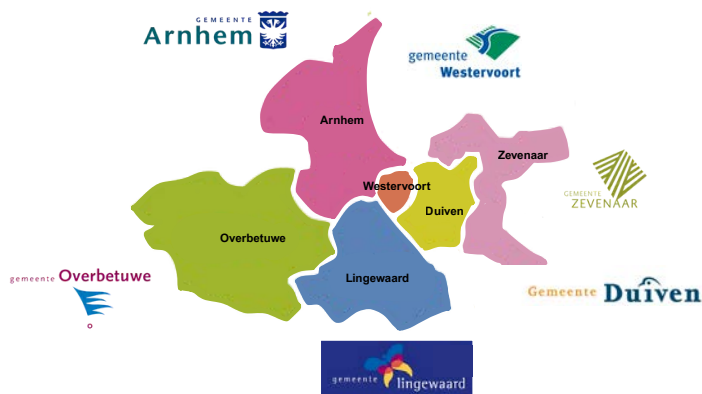 GEMEENTE
Arnhem
gemeente
Westervoort
Arnhem
Zevenaar
Westervoort
GEMEENTE
ZEVENAAR
Duiven
Overbetuwe
gemeente Overbetuwe
Lingewaard
Gemeente Duiven
gemeente lingewaard